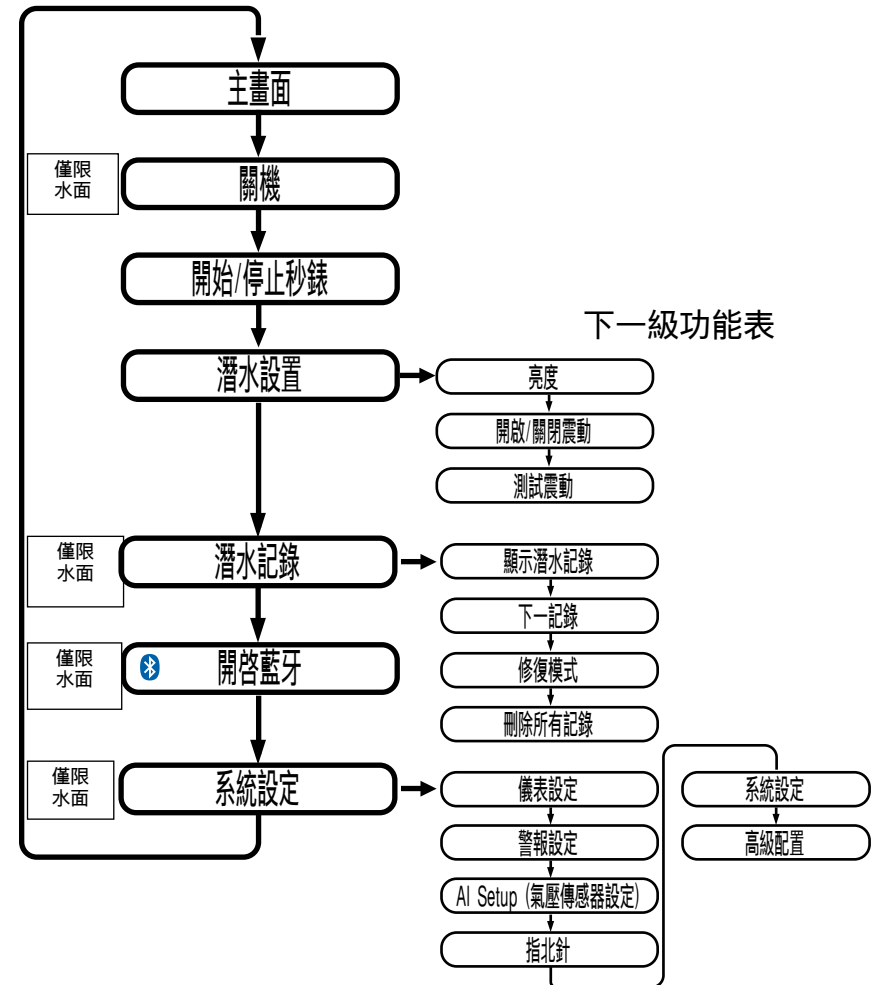 主畫面
僅限
水面
關機
開始/停止秒錶
下一級功能表
潛水設置
亮度
開啟/關閉震動
測試震動
僅限
水面
潛水記錄
顯示潛水記錄
下一記錄
僅限
水面
開啓藍牙
修復模式
刪除所有記錄
僅限
水面
系統設定
儀表設定
系統設定
警報設定
高級配置
AI Setup (氣壓傳感器設定)
指北針